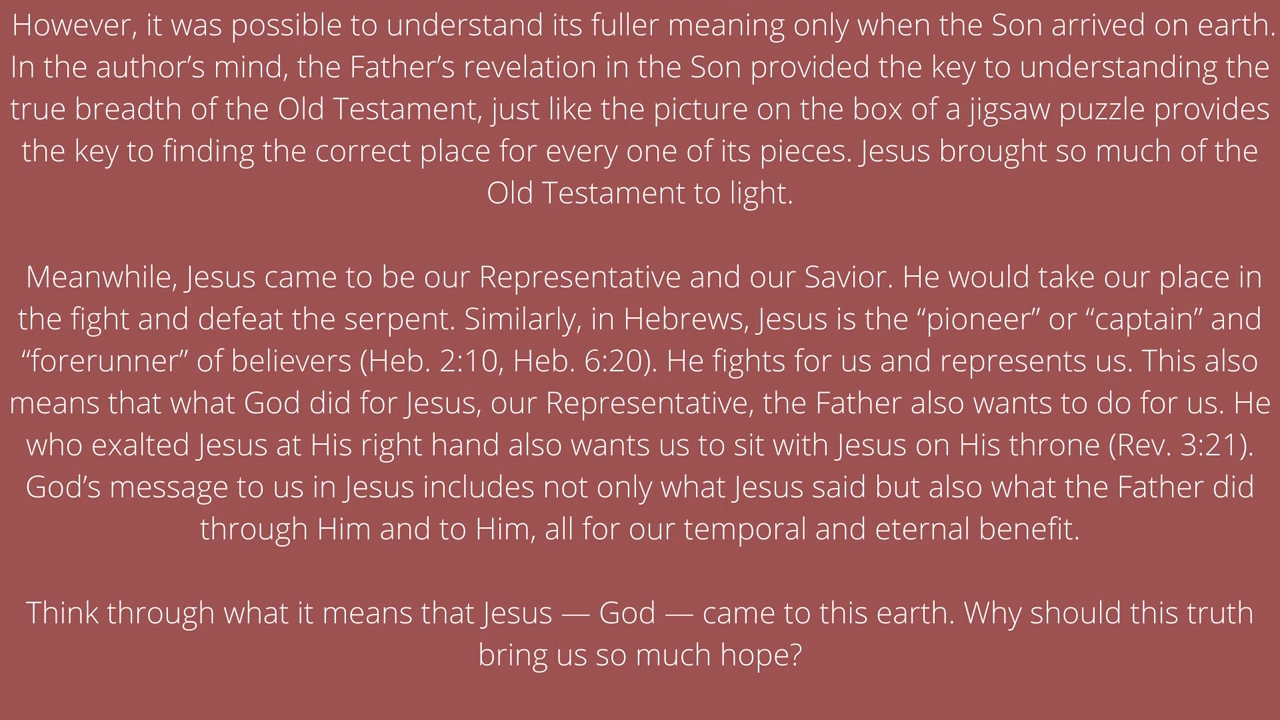 However, it was possible to understand its fuller meaning only when the Son arrived on earth.
In the author’s mind, the Father’s revelation in the Son provided the key to understanding the
true breadth of the Old Testament, just like the picture on the box of a jigsaw puzzle provides
the key to finding the correct place for every one of its pieces. Jesus brought so much of the
Old Testament to light.
Meanwhile, Jesus came to be our Representative and our Savior. He would take our place in
the fight and defeat the serpent. Similarly, in Hebrews, Jesus is the “pioneer” or “captain” and
“forerunner” of believers (Heb. 2:10, Heb. 6:20). He fights for us and represents us. This also
means that what God did for Jesus, our Representative, the Father also wants to do for us. He
who exalted Jesus at His right hand also wants us to sit with Jesus on His throne (Rev. 3:21).
God’s message to us in Jesus includes not only what Jesus said but also what the Father did
through Him and to Him, all for our temporal and eternal benefit.
Think through what it means that Jesus — God — came to this earth. Why should this truth
bring us so much hope?